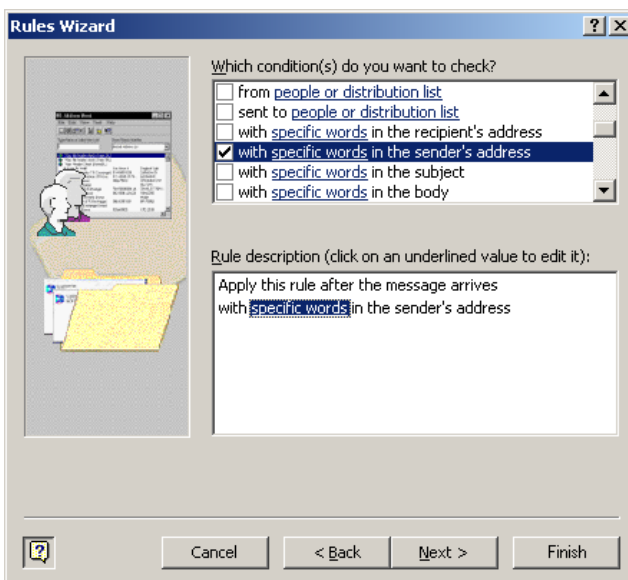 Rules Wizard
Which condition(s) do you want to check?
from people or distribution list
sent to people or distribution list
with specific words in the recipient's address
with specific words in the sender's address
with specific words in the subject
with specific words in the body
Rule description (click on an underlined value to edit it):
Apply this rule after the message arrives
with specific words in the sender's address
Cancel
< Back
Next >
Finish